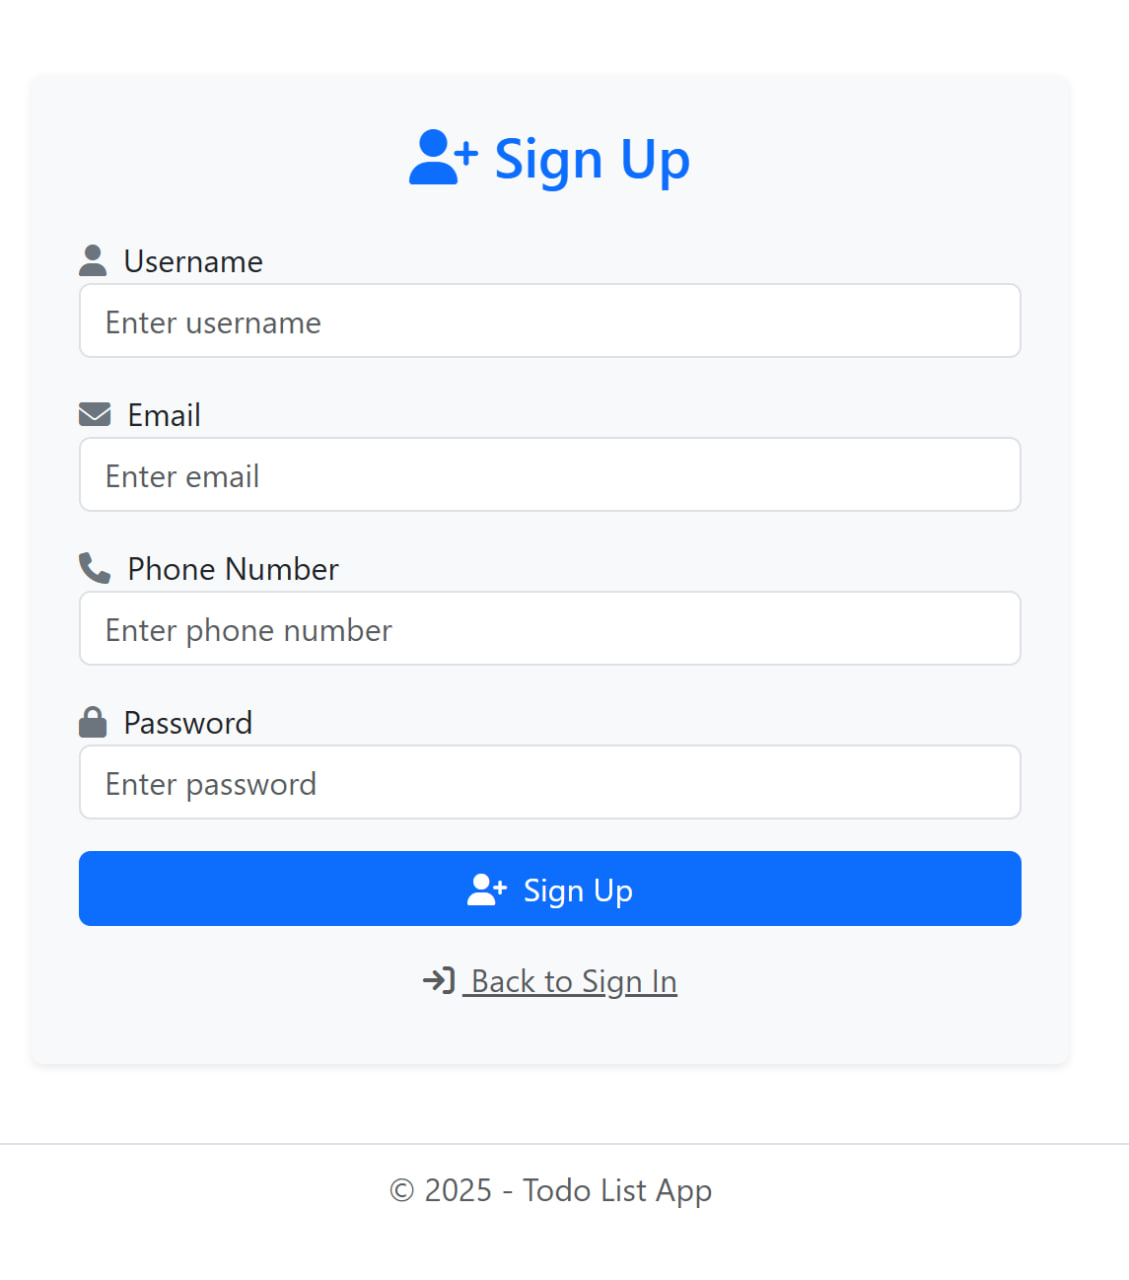 Sign Up
Username
Enter username
Email
Enter email
Phone Number
Enter phone number
Password
Enter password
Sign Up
Back to Sign In
© 2025 - Todo List App